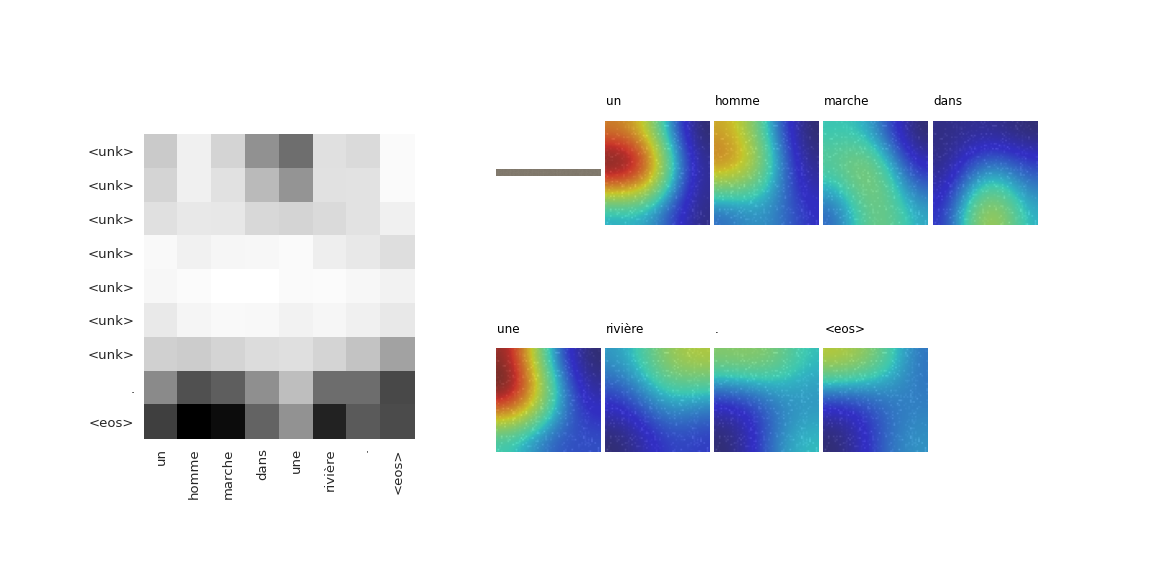 <unk>
<unk>
<unk>
<unk>
<unk>
<unk>
<unk>
.
<eos>
un homme marche dans une rivière . <eos>
un homme marche dans
une rivière . <eos>